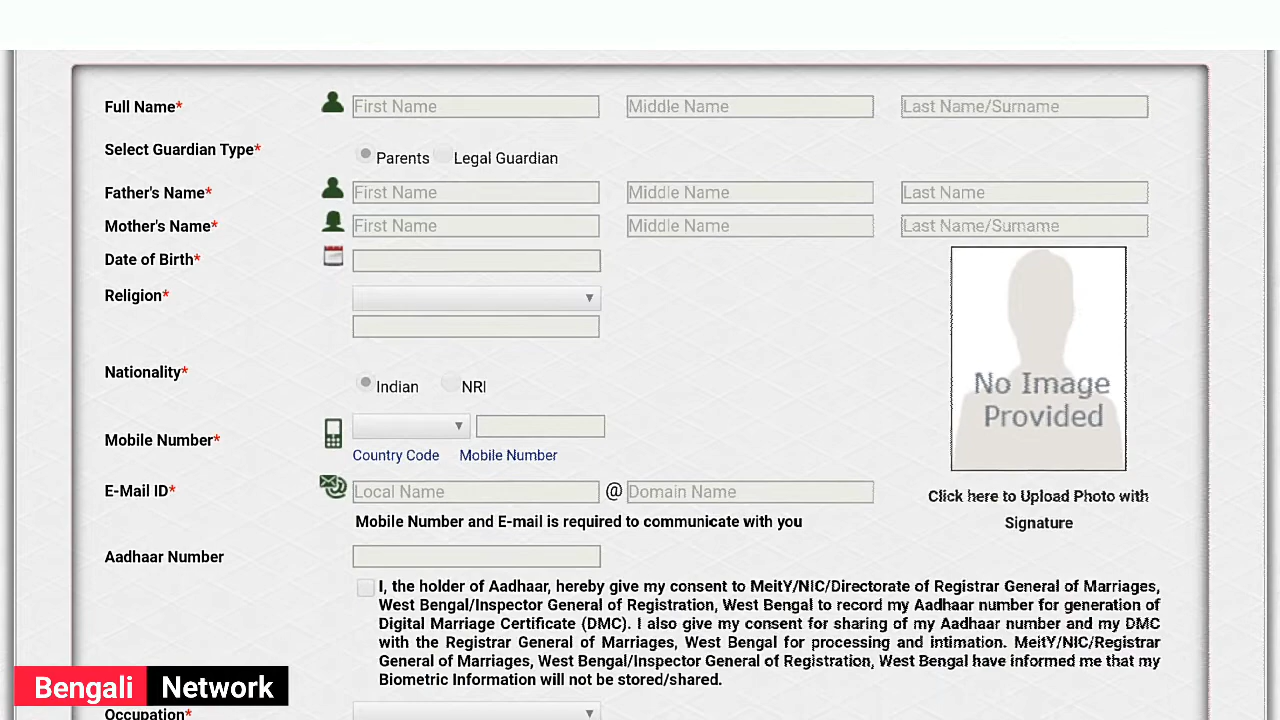 Full Name* First Name Middle Name Last Name/Surname
Select Guardian Type* Parents Legal Guardian
Father's Name* First Name Middle Name Last Name
Mother's Name* First Name Middle Name Last Name/Surname
Date of Birth*
Religion*
Nationality* Indian NRI
No Image
Provided
Mobile Number*
Country Code Mobile Number
E-Mail ID* Local Name @ Domain Name
Click here to Upload Photo with
Signature
Mobile Number and E-mail is required to communicate with you
Aadhaar Number
I, the holder of Aadhaar, hereby give my consent to MeitY/NIC/Directorate of Registrar General of Marriages,
West Bengal/Inspector General of Registration, West Bengal to record my Aadhaar number for generation of
Digital Marriage Certificate (DMC). I also give my consent for sharing of my Aadhaar number and my DMC
with the Registrar General of Marriages, West Bengal for processing and intimation. MeitY/NIC/Registrar
General of Marriages, West Bengal/Inspector General of Registration, West Bengal have informed me that my
Biometric Information will not be stored/shared.
Bengali Network
Occupation*